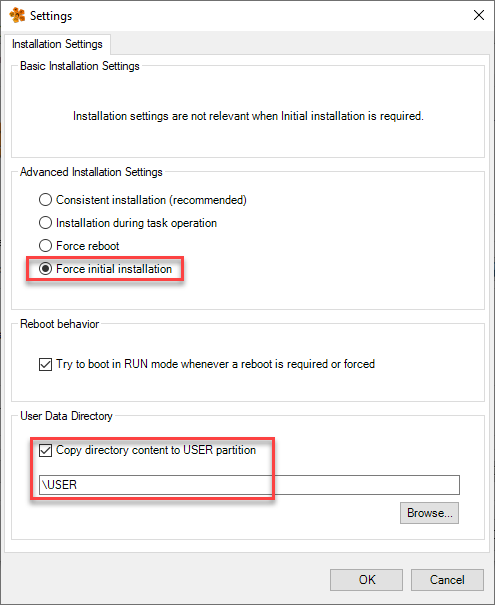 Settings
Installation Settings
Basic Installation Settings
Installation settings are not relevant when Initial installation is required.
Advanced Installation Settings
Consistent installation (recommended)
Installation during task operation
Force reboot
Force initial installation
Reboot behavior
Try to boot in RUN mode whenever a reboot is required or forced
User Data Directory
Copy directory content to USER partition
\USER
Browse...
OK
Cancel